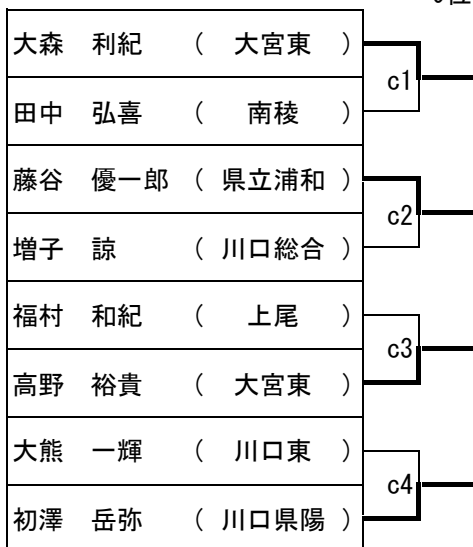 大森 利紀 ( 大宮東 )
c1
田中 弘喜 ( 南稜 )
藤谷 優一郎 ( 県立浦和 )
c2
増子 諒 ( 川口総合 )
福村 和紀 ( 上尾 )
c3
高野 裕貴 ( 大宮東 )
大熊 一輝 ( 川口東 )
c4
初澤 岳弥 ( 川口県陽 )